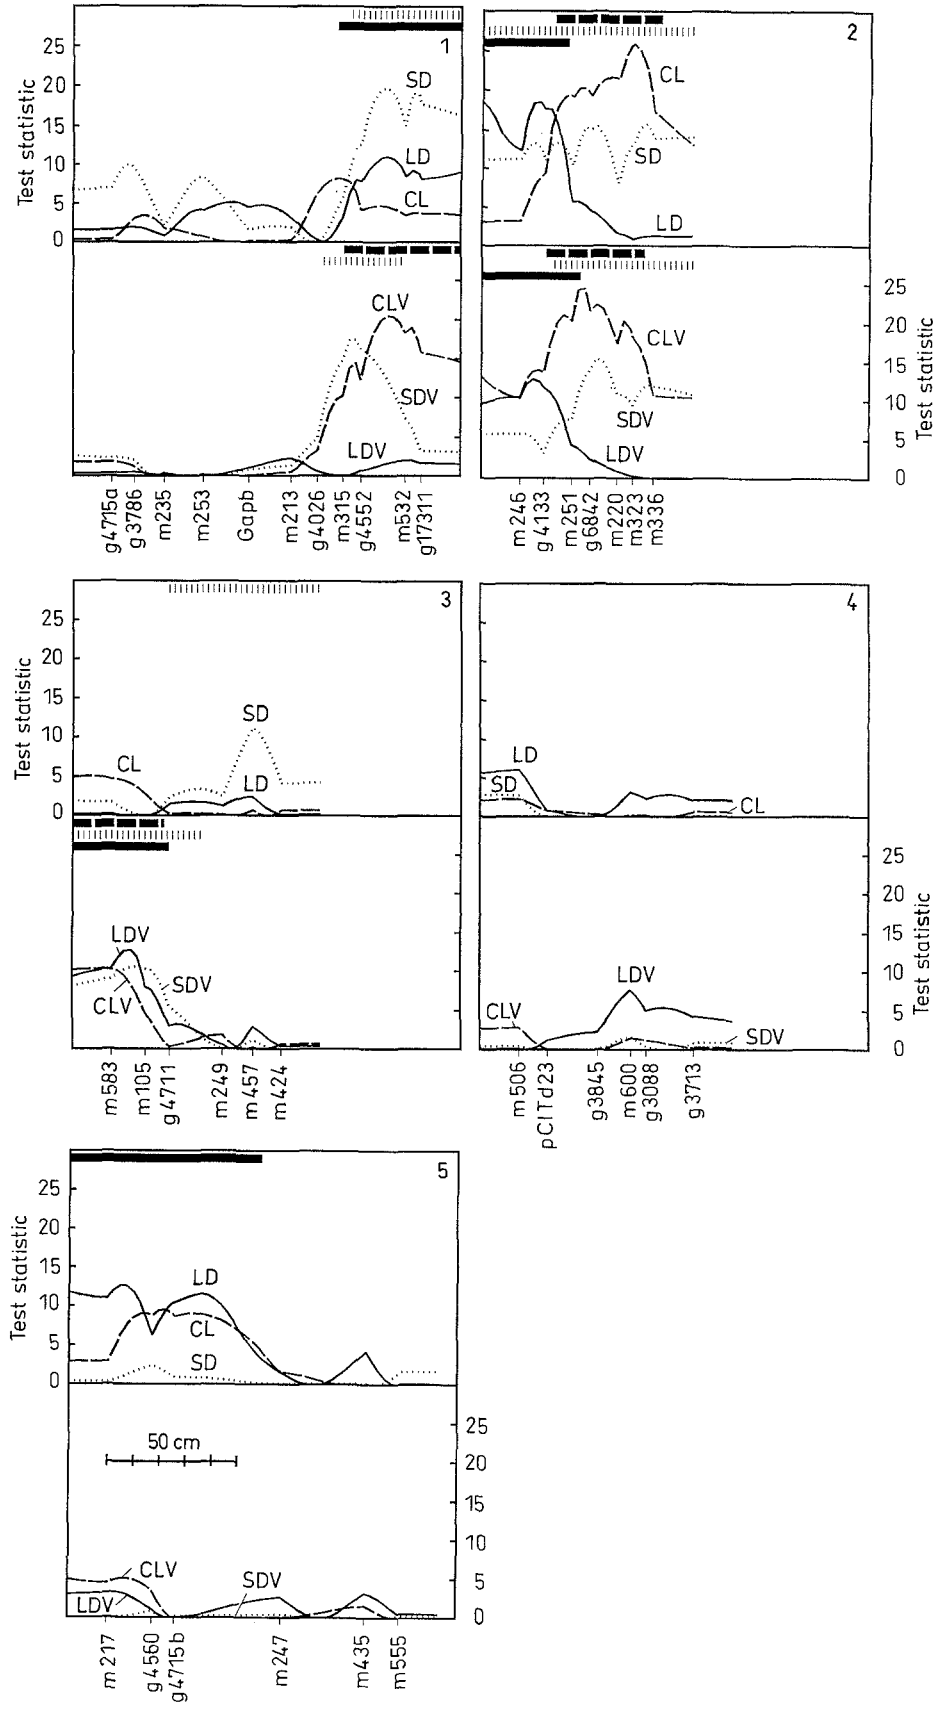 1
Test statistic
25
20
15
10
5
0
SD
LD
CL
CLV
SDV
LDV
g4715a
g3786
m235
m253
Gapb
m213
g4026
m315
g4552
m532
g17311
2
CL
SD
LD
CLV
SDV
LDV
25
20
15
10
5
0
Test statistic
m246
g4133
m251
g6842
m220
m323
m336
3
Test statistic
25
20
15
10
5
0
SD
CL
LD
LDV
SDV
CLV
m583
m105
g4711
m249
m457
m424
4
LD
SD
CL
25
20
15
10
5
0
Test statistic
LDV
CLV
SDV
m506
pCITd23
g3845
m600
g3088
g3713
5
Test statistic
25
20
15
10
5
0
LD
CL
SD
50 cm
25
20
15
10
5
0
CLV
SDV
LDV
m217
g4560
g4715b
m247
m435
m555